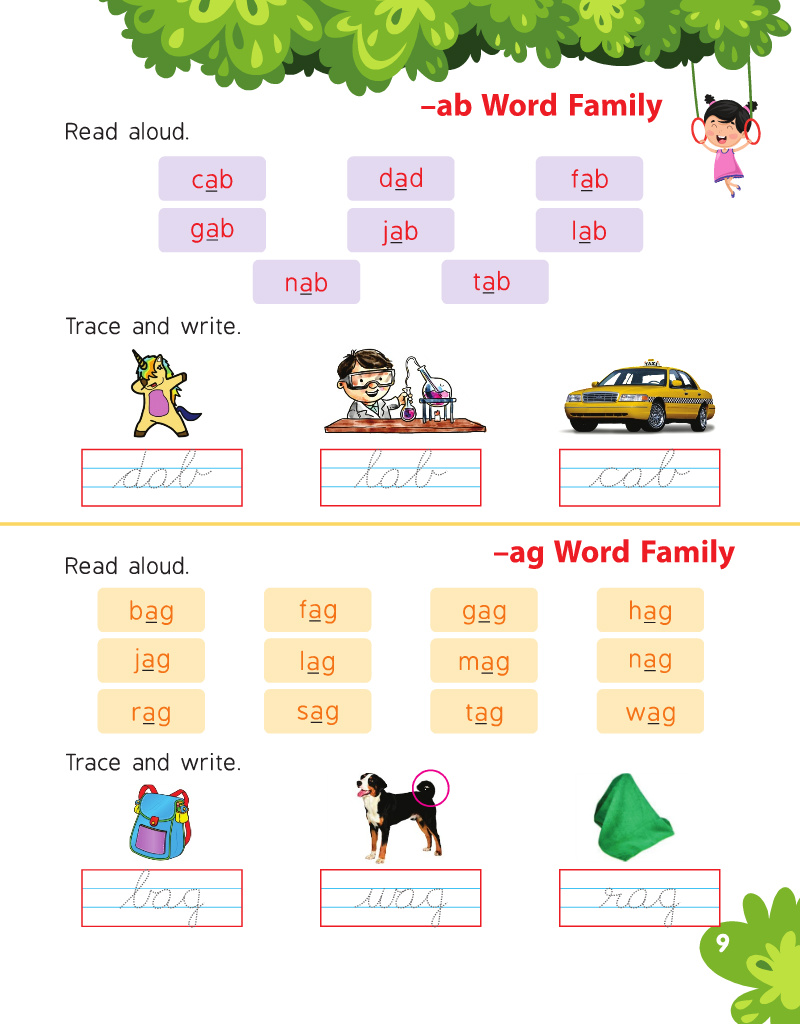 –ab Word Family
Read aloud.
cab dad fab
gab jab lab
nab tab
Trace and write.
TAXI
dab lab cab
–ag Word Family
Read aloud.
bag fag gag hag
jag lag mag nag
rag sag tag wag
Trace and write.
bag wag rag
9